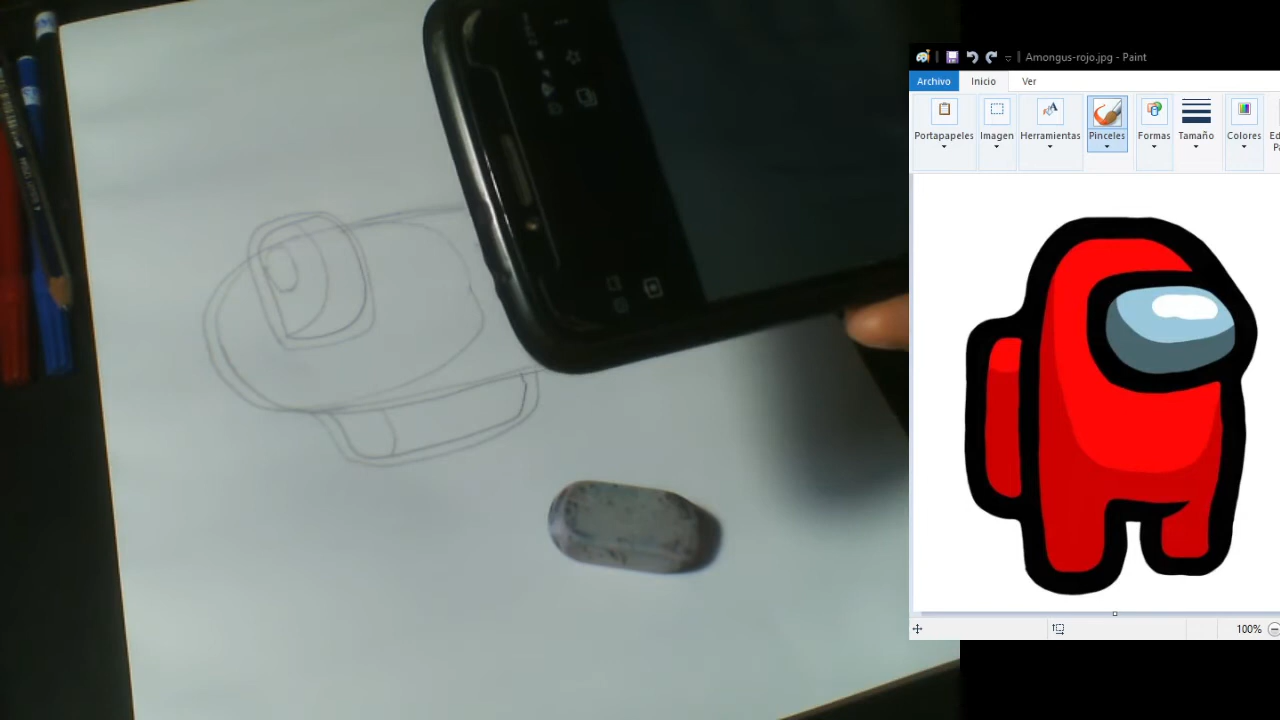 Amongus-rojo.jpg - Paint
Archivo Inicio Ver
Portapapeles Imagen Herramientas Pinceles Formas Tamaño Colores
100%